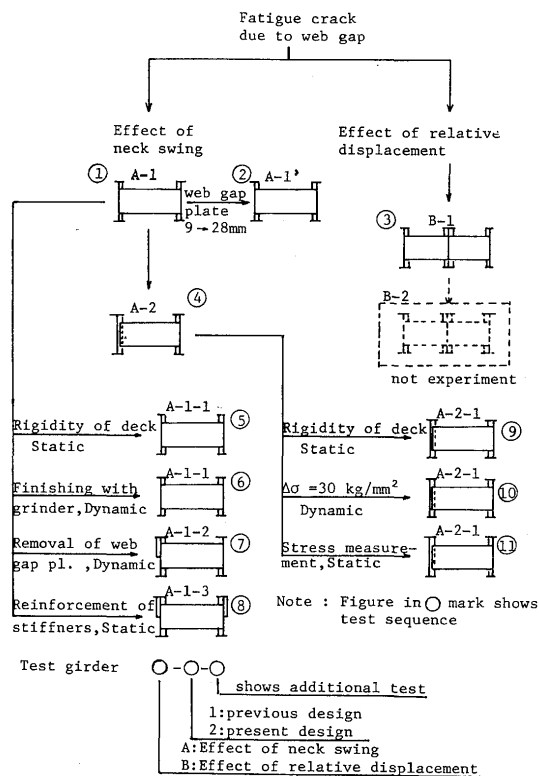 Fatigue crack
due to web gap
Effect of
neck swing
Effect of relative
displacement
① A-1
web gap
plate
9→28mm
② A-1'
③ B-1
A-2 ④
B-2
not experiment
Rigidity of deck
Static
A-1-1 ⑤
Finishing with
grinder,Dynamic
A-1-1 ⑥
Removal of web
gap pl. ,Dynamic
A-1-2 ⑦
Reinforcement of
stiffners,Static
A-1-3 ⑧
Rigidity of deck
Static
A-2-1 ⑨
Δσ =30 kg/mm²
Dynamic
A-2-1 ⑩
Stress measure-
ment,Static
A-2-1 ⑪
Note : Figure in ○ mark shows
test sequence
Test girder ○-○-○
shows additional test
1:previous design
2:present design
A:Effect of neck swing
B:Effect of relative displacement